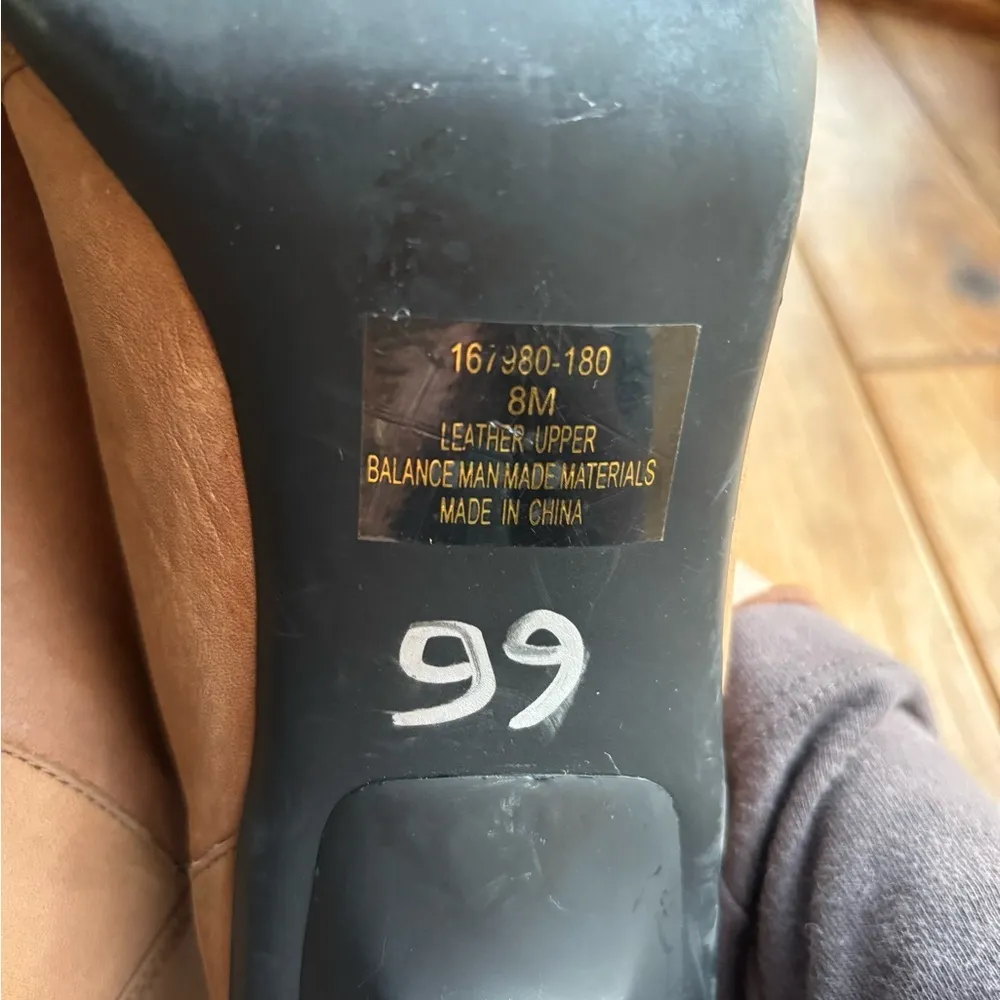 167980-180
8M
LEATHER UPPER
BALANCE MAN MADE MATERIALS
MADE IN CHINA
99